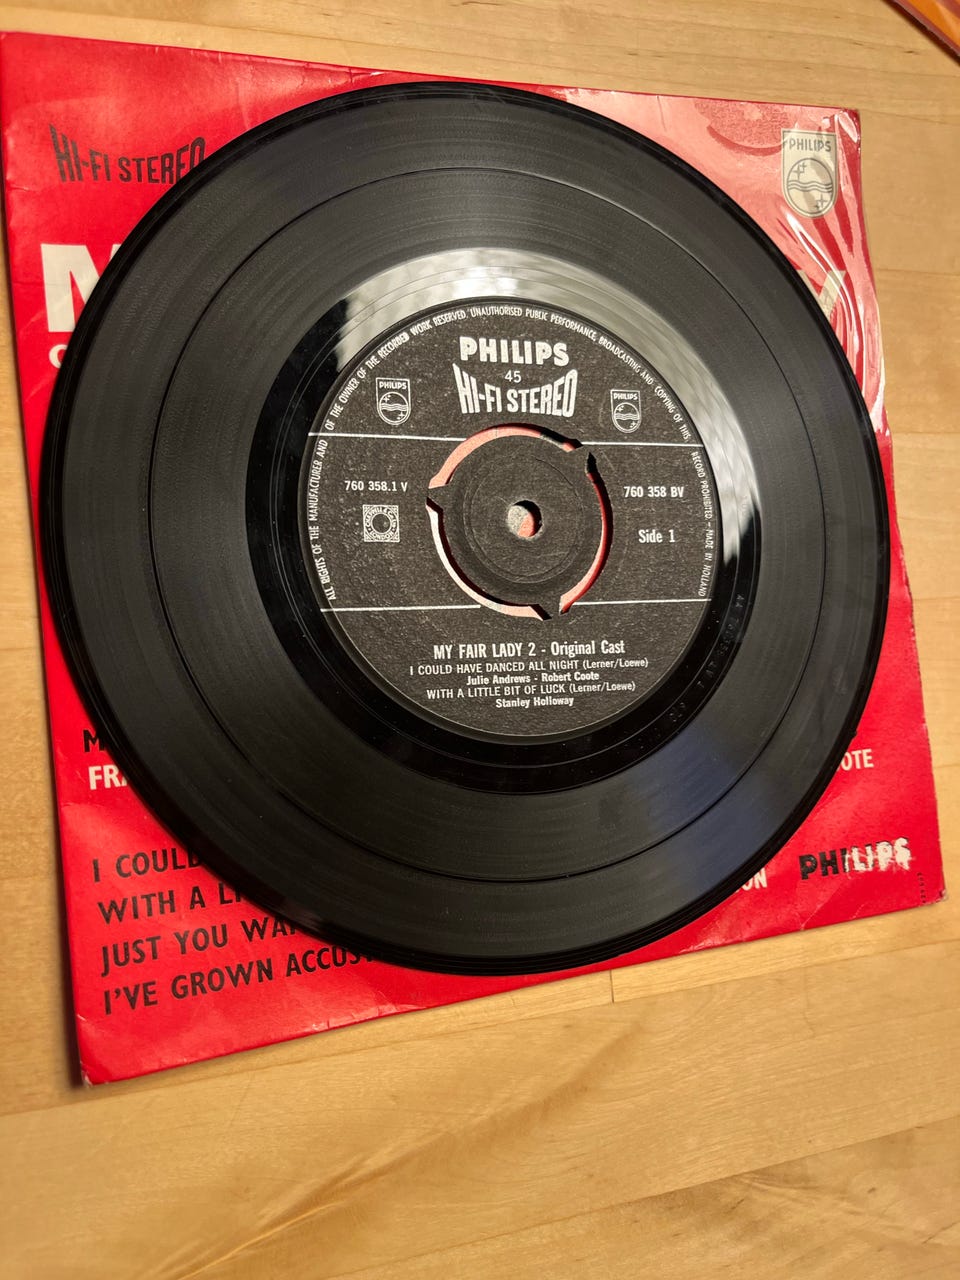 HI-FI STEREO
PHILIPS
M
ALL RIGHTS OF THE MANUFACTURER AND OF THE OWNER OF THE RECORDED WORK RESERVED. UNAUTHORISED PUBLIC PERFORMANCE, BROADCASTING AND COPYING OF THIS RECORD PROHIBITED - MADE IN HOLLAND
PHILIPS
45
HI-FI STEREO
PHILIPS
PHILIPS
760 358.1 V
760 358 BV
Side 1
MY FAIR LADY 2 - Original Cast
I COULD HAVE DANCED ALL NIGHT (Lerner/Loewe)
Julie Andrews - Robert Coote
WITH A LITTLE BIT OF LUCK (Lerner/Loewe)
Stanley Holloway
M
FRA
OTE
I COULD
WITH A LI
JUST YOU WA
I'VE GROWN ACCUS
ON
PHILIPS